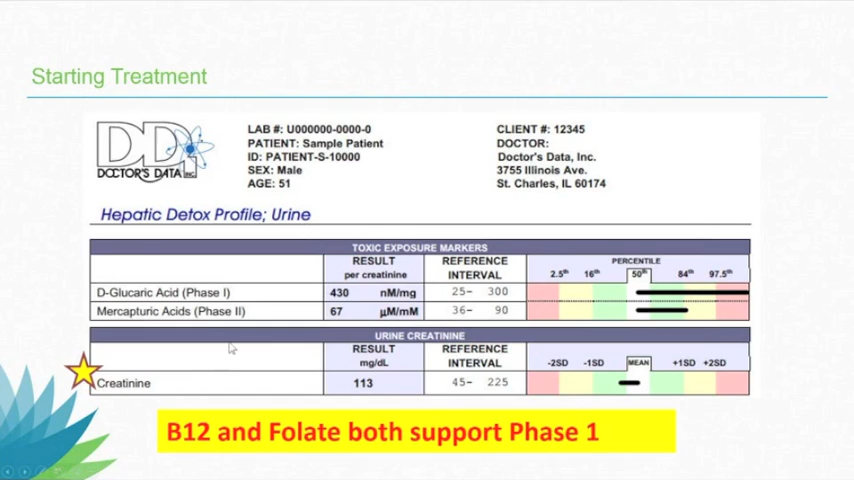 Starting Treatment
DOCTOR'S DATA INC.
LAB #: U000000-0000-0
PATIENT: Sample Patient
ID: PATIENT-S-10000
SEX: Male
AGE: 51
CLIENT #: 12345
DOCTOR:
Doctor's Data, Inc.
3755 Illinois Ave.
St. Charles, IL 60174
Hepatic Detox Profile; Urine
TOXIC EXPOSURE MARKERS
RESULT REFERENCE PERCENTILE
per creatinine INTERVAL 2.5th 16th 50th 84th 97.5th
D-Glucaric Acid (Phase I) 430 nM/mg 25- 300
Mercapturic Acids (Phase II) 67 µM/mM 36- 90
URINE CREATININE
RESULT REFERENCE
mg/dL INTERVAL -2SD -1SD MEAN +1SD +2SD
Creatinine 113 45- 225
B12 and Folate both support Phase 1